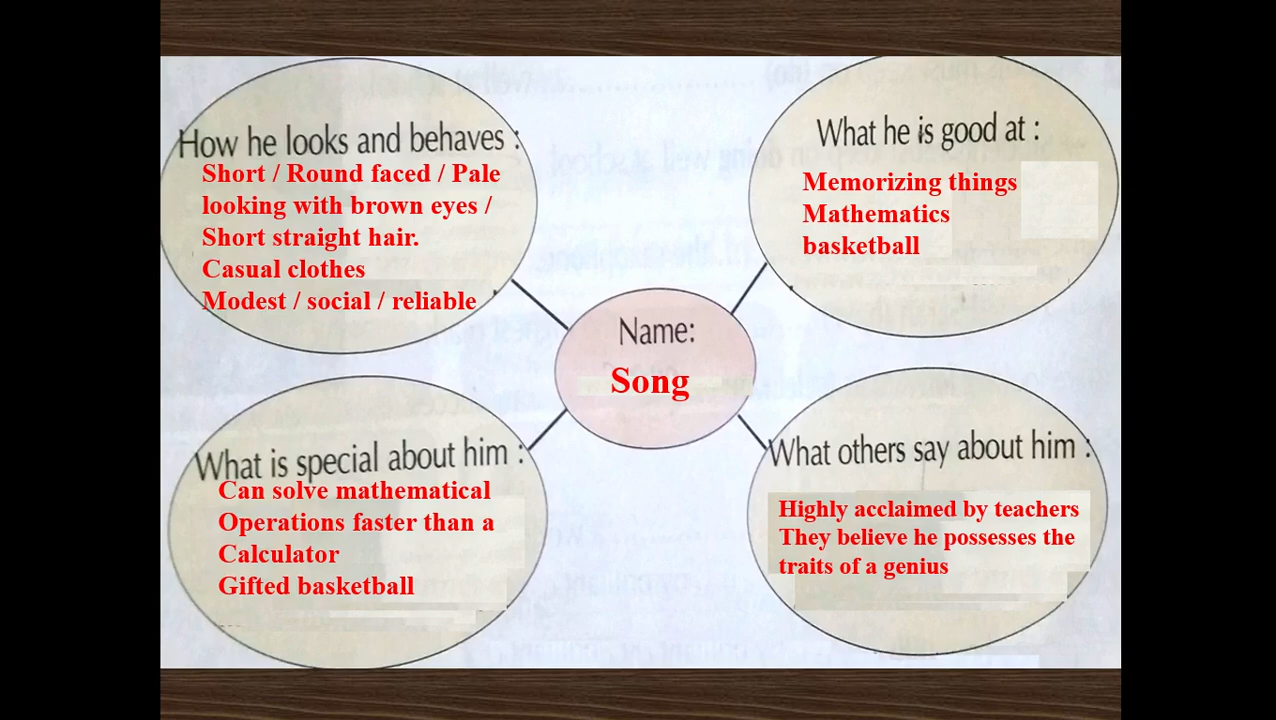 How he looks and behaves :
Short / Round faced / Pale
looking with brown eyes /
Short straight hair.
Casual clothes
Modest / social / reliable
What he is good at :
Memorizing things
Mathematics
basketball
Name:
Song
What is special about him :
Can solve mathematical
Operations faster than a
Calculator
Gifted basketball
What others say about him :
Highly acclaimed by teachers
They believe he possesses the
traits of a genius